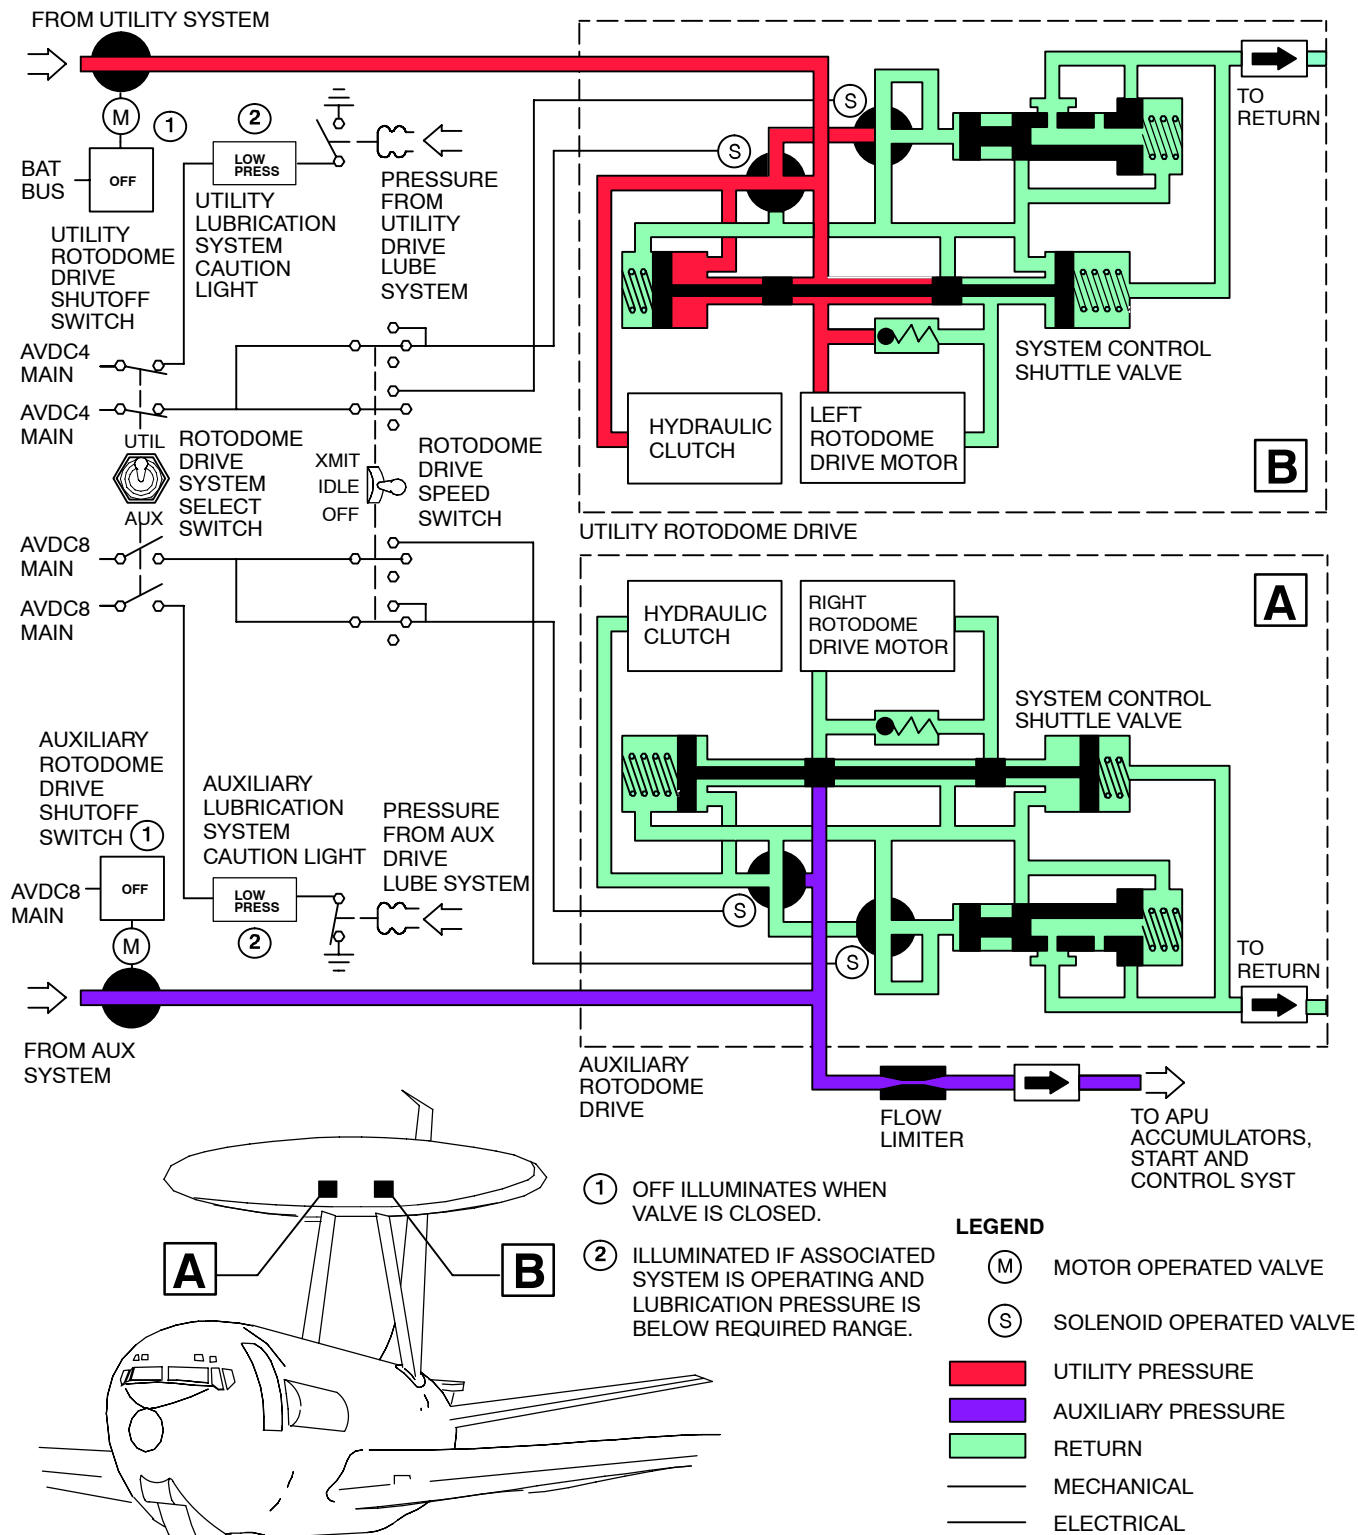 FROM UTILITY SYSTEM
M
1
2
BAT
BUS
OFF
LOW
PRESS
UTILITY
ROTODOME
DRIVE
SHUTOFF
SWITCH
UTILITY
LUBRICATION
SYSTEM
CAUTION
LIGHT
PRESSURE
FROM
UTILITY
DRIVE
LUBE
SYSTEM
S
S
TO
RETURN
SYSTEM CONTROL
SHUTTLE VALVE
HYDRAULIC
CLUTCH
LEFT
ROTODOME
DRIVE MOTOR
B
UTILITY ROTODOME DRIVE
AVDC4
MAIN
AVDC4
MAIN
UTIL
AUX
ROTODOME
DRIVE
SYSTEM
SELECT
SWITCH
XMIT
IDLE
OFF
ROTODOME
DRIVE
SPEED
SWITCH
AVDC8
MAIN
AVDC8
MAIN
HYDRAULIC
CLUTCH
RIGHT
ROTODOME
DRIVE MOTOR
A
SYSTEM CONTROL
SHUTTLE VALVE
AUXILIARY
ROTODOME
DRIVE
SHUTOFF
SWITCH
1
AUXILIARY
LUBRICATION
SYSTEM
CAUTION LIGHT
PRESSURE
FROM AUX
DRIVE
LUBE SYSTEM
AVDC8
MAIN
OFF
LOW
PRESS
M
2
S
S
TO
RETURN
FROM AUX
SYSTEM
AUXILIARY
ROTODOME
DRIVE
FLOW
LIMITER
TO APU
ACCUMULATORS,
START AND
CONTROL SYST
A
B
1 OFF ILLUMINATES WHEN
VALVE IS CLOSED.
2 ILLUMINATED IF ASSOCIATED
SYSTEM IS OPERATING AND
LUBRICATION PRESSURE IS
BELOW REQUIRED RANGE.
LEGEND
M MOTOR OPERATED VALVE
S SOLENOID OPERATED VALVE
UTILITY PRESSURE
AUXILIARY PRESSURE
RETURN
MECHANICAL
ELECTRICAL